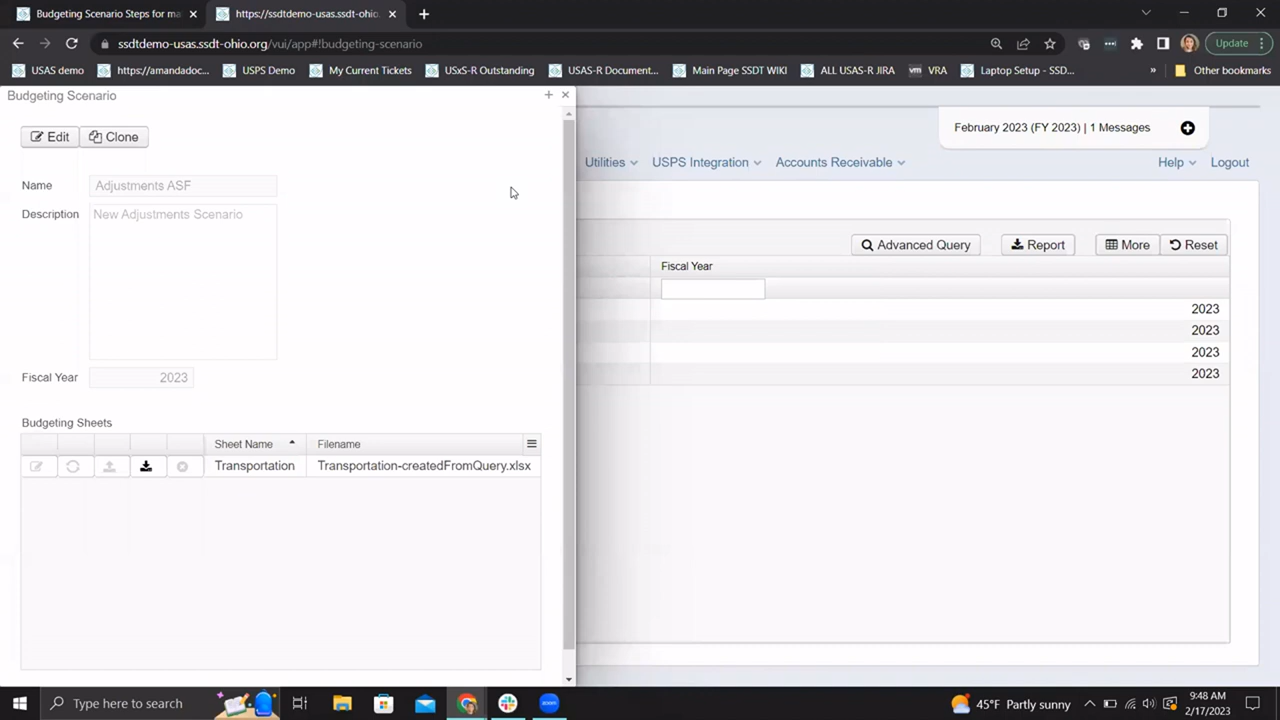 Budgeting Scenario Steps for ma
https://ssdtdemo-usas.ssdt-ohio.
ssdtdemo-usas.ssdt-ohio.org/vui/app#!budgeting-scenario
Update
USAS demo
https://amandadoc...
USPS Demo
My Current Tickets
USxS-R Outstanding
USAS-R Document...
Main Page SSDT WIKI
ALL USAS-R JIRA
vm VRA
Laptop Setup - SSD...
Other bookmarks
Budgeting Scenario
February 2023 (FY 2023) | 1 Messages
Edit
Clone
Utilities
USPS Integration
Accounts Receivable
Help
Logout
Name
Adjustments ASF
Description
New Adjustments Scenario
Advanced Query
Report
More
Reset
Fiscal Year
2023
2023
2023
2023
Fiscal Year
2023
Budgeting Sheets
Sheet Name
Filename
Transportation
Transportation-createdFromQuery.xlsx
Type here to search
zoom
45°F Partly sunny
9:48 AM
2/17/2023